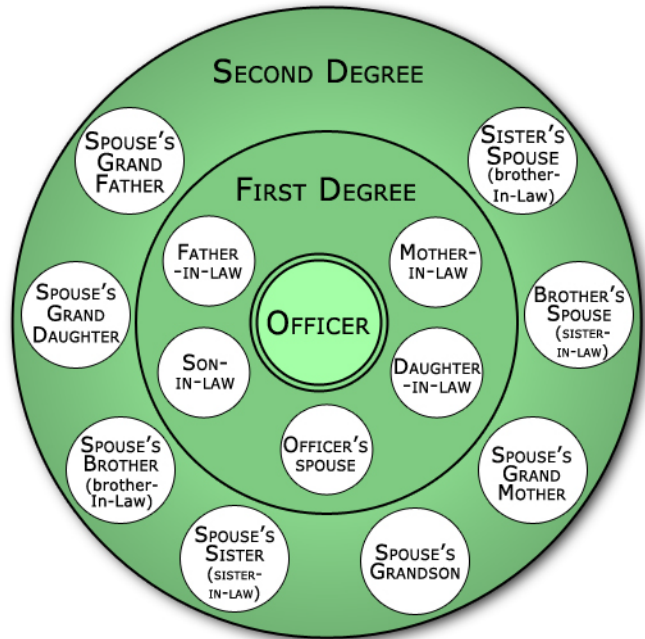 SECOND DEGREE
SPOUSE'S
GRAND
FATHER
SISTER'S
SPOUSE
(brother-
In-Law)
FIRST DEGREE
FATHER
-IN-LAW
MOTHER-
IN-LAW
SPOUSE'S
GRAND
DAUGHTER
OFFICER
BROTHER'S
SPOUSE
(SISTER-
IN-LAW)
SON-
IN-LAW
DAUGHTER
-IN-LAW
SPOUSE'S
BROTHER
(brother-
In-Law)
OFFICER'S
SPOUSE
SPOUSE'S
GRAND
MOTHER
SPOUSE'S
SISTER
(SISTER-
IN-LAW)
SPOUSE'S
GRANDSON